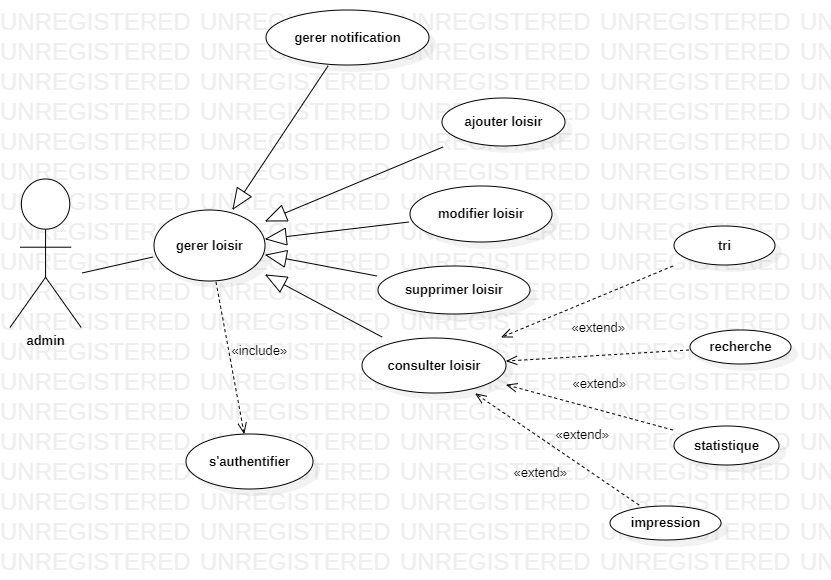 gerer notification
ajouter loisir
modifier loisir
gerer loisir
tri
supprimer loisir
«extend»
admin
«include»
recherche
consulter loisir
«extend»
«extend»
statistique
s'authentifier
«extend»
impression
UNREGISTERED UNREGISTERED UNREGISTERED UNREGISTERED UN